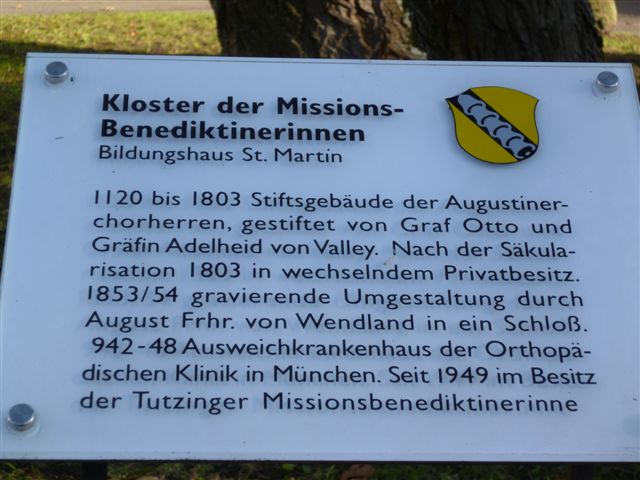 Kloster der Missions-
Benediktinerinnen
Bildungshaus St. Martin
1120 bis 1803 Stiftsgebäude der Augustiner-
chorherren, gestiftet von Graf Otto und
Gräfin Adelheid von Valley. Nach der Säkula-
risation 1803 in wechselndem Privatbesitz.
1853/54 gravierende Umgestaltung durch
August Frhr. von Wendland in ein Schloß.
942-48 Ausweichkrankenhaus der Orthopä-
dischen Klinik in München. Seit 1949 im Besitz
der Tutzinger Missionsbenediktinerinne